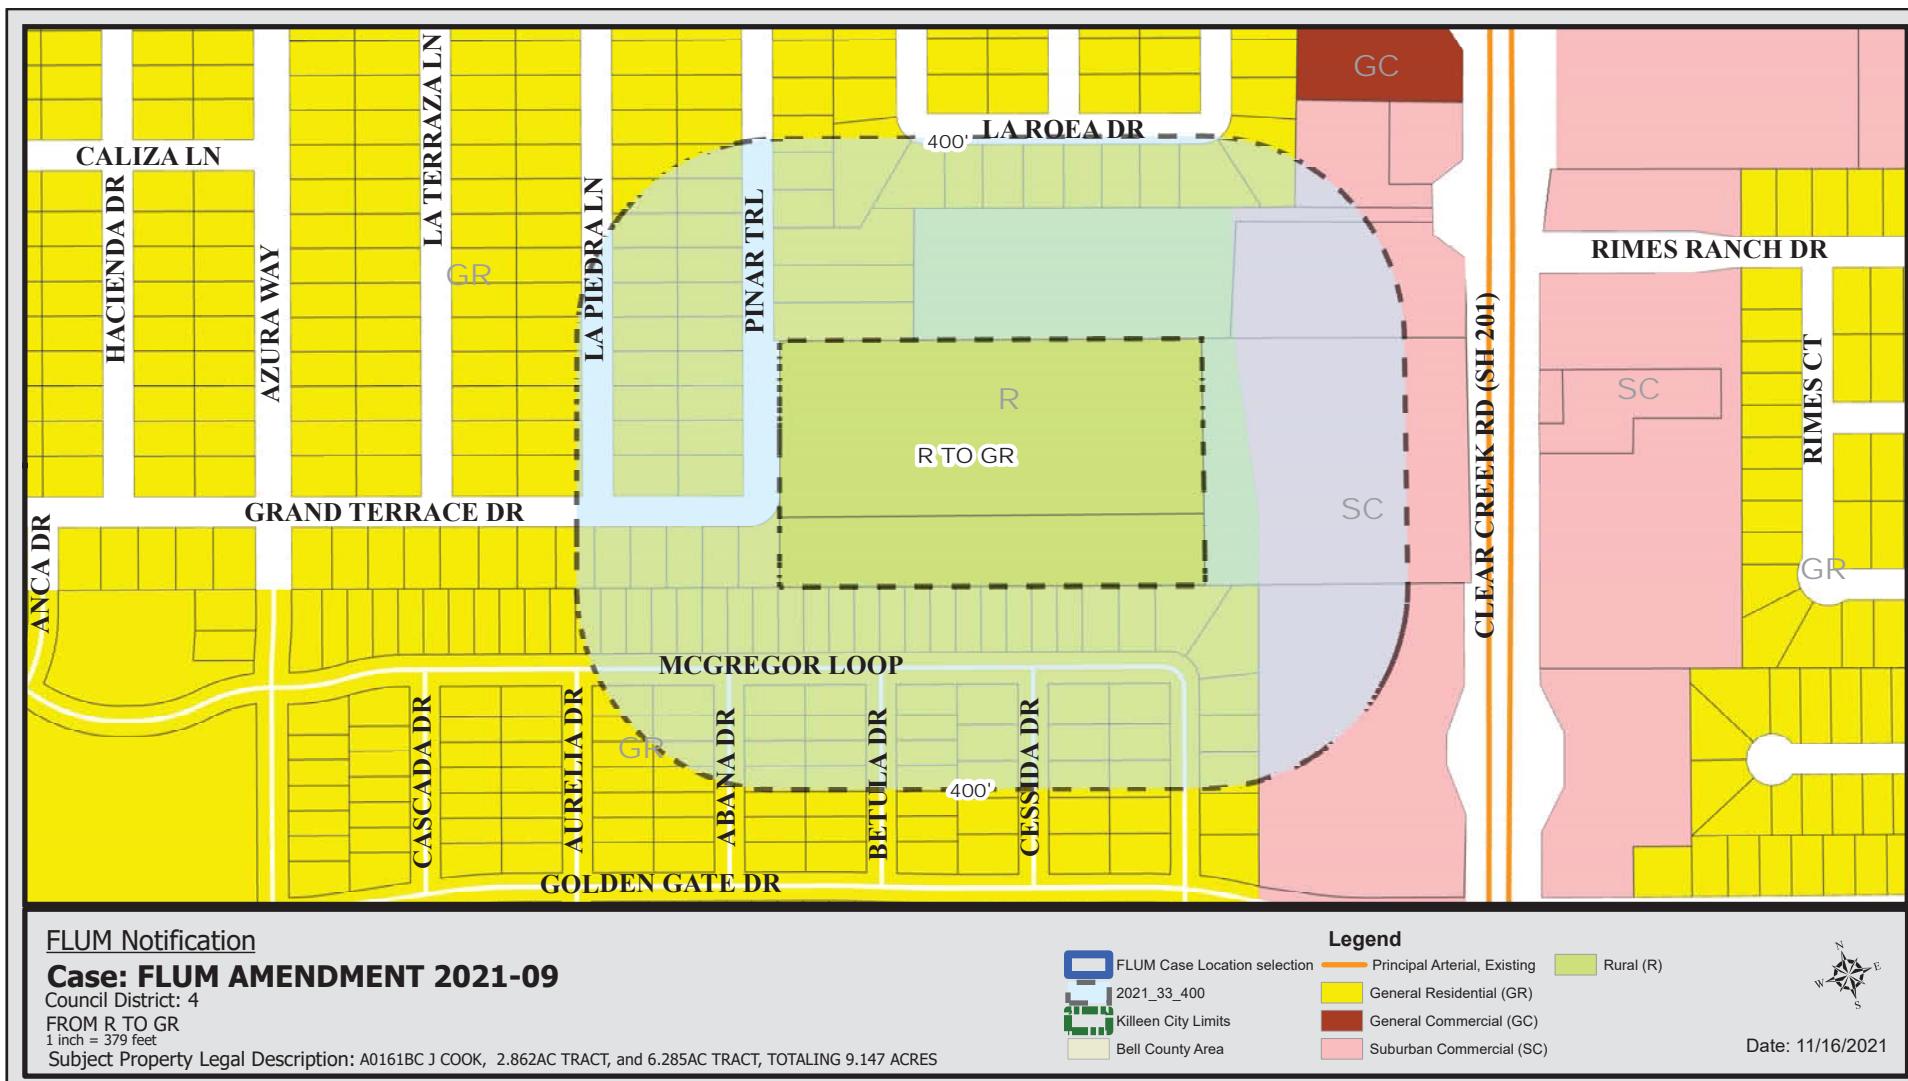 GC
LA ROEA DR
400'
CALIZA LN
HACIENDA DR
AZURA WAY
LA TERRAZA LN
LA PIEDRA LN
PINAR TRL
GR
RIMES RANCH DR
RIMES CT
R
R TO GR
SC
SC
CLEAR CREEK RD (SH 201)
GRAND TERRACE DR
ANCA DR
GR
MCGREGOR LOOP
CASCADA DR
AURELIA DR
GR
ABANA DR
BETULA DR
CESSIDA DR
400'
GOLDEN GATE DR
FLUM Notification
Case: FLUM AMENDMENT 2021-09
Council District: 4
FROM R TO GR
1 inch = 379 feet
Subject Property Legal Description: A0161BC J COOK, 2.862AC TRACT, and 6.285AC TRACT, TOTALING 9.147 ACRES
Legend
FLUM Case Location selection
2021_33_400
Killeen City Limits
Bell County Area
Principal Arterial, Existing
General Residential (GR)
General Commercial (GC)
Suburban Commercial (SC)
Rural (R)
N
E
S
W
Date: 11/16/2021